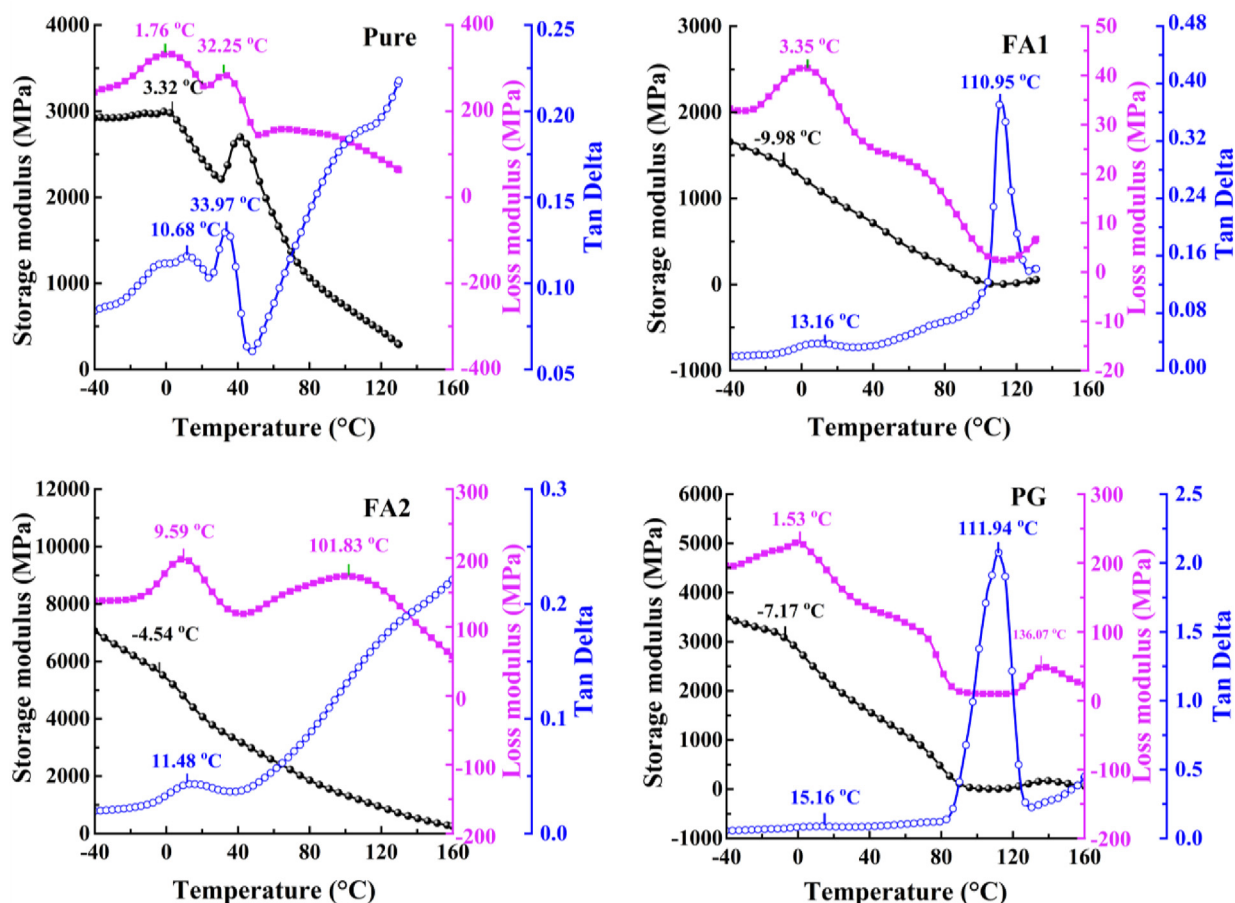 Pure
Storage modulus (MPa)
4000
3000
2000
1000
0
1.76 °C
32.25 °C
3.32 °C
33.97 °C
10.68 °C
400
200
0
-200
-400
Loss modulus (MPa)
0.25
0.20
0.15
0.10
0.05
Tan Delta
-40 0 40 80 120 160
Temperature (°C)
FA1
Storage modulus (MPa)
3000
2000
1000
0
-1000
3.35 °C
110.95 °C
-9.98 °C
13.16 °C
50
40
30
20
10
0
-10
-20
Loss modulus (MPa)
0.48
0.40
0.32
0.24
0.16
0.08
0.00
Tan Delta
-40 0 40 80 120 160
Temperature (°C)
FA2
Storage modulus (MPa)
12000
10000
8000
6000
4000
2000
0
9.59 °C
101.83 °C
-4.54 °C
11.48 °C
300
200
100
0
-100
-200
Loss modulus (MPa)
0.3
0.2
0.1
0.0
Tan Delta
-40 0 40 80 120 160
Temperature (°C)
PG
Storage modulus (MPa)
6000
5000
4000
3000
2000
1000
0
-1000
1.53 °C
111.94 °C
-7.17 °C
136.07 °C
15.16 °C
300
200
100
0
-100
-200
Loss modulus (MPa)
2.5
2.0
1.5
1.0
0.5
0.0
Tan Delta
-40 0 40 80 120 160
Temperature (°C)